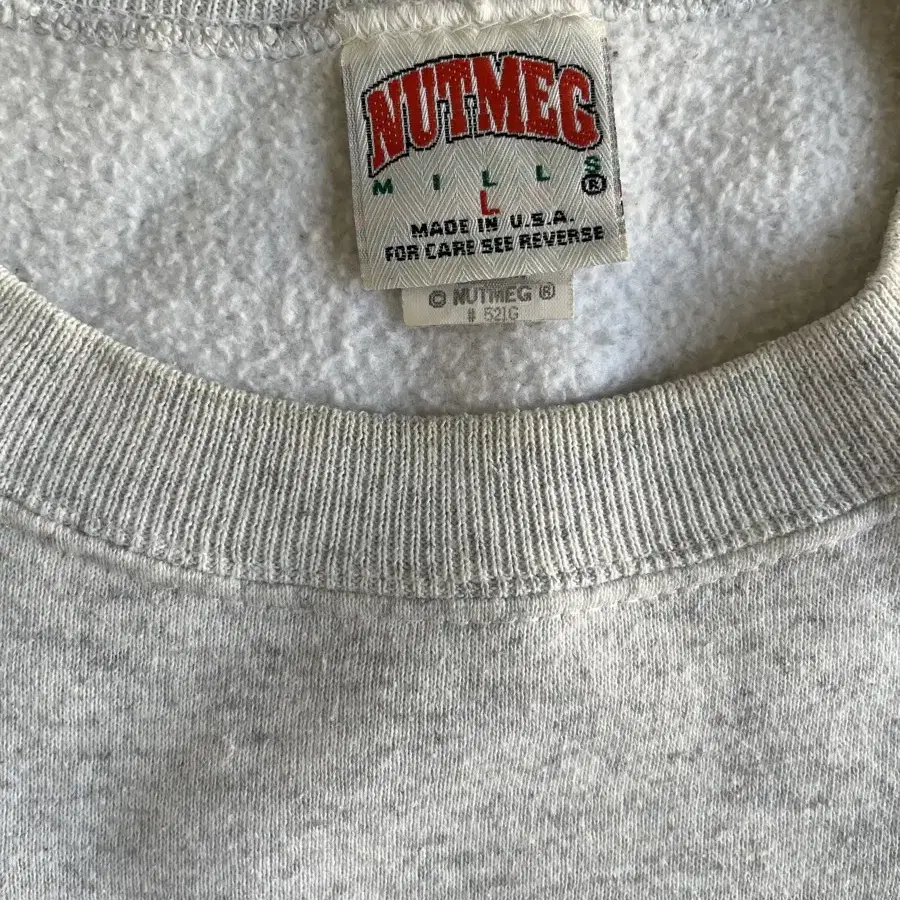 NUTMEG
MILLS®
L
MADE IN U.S.A.
FOR CARE SEE REVERSE
© NUTMEG ®
# 521G